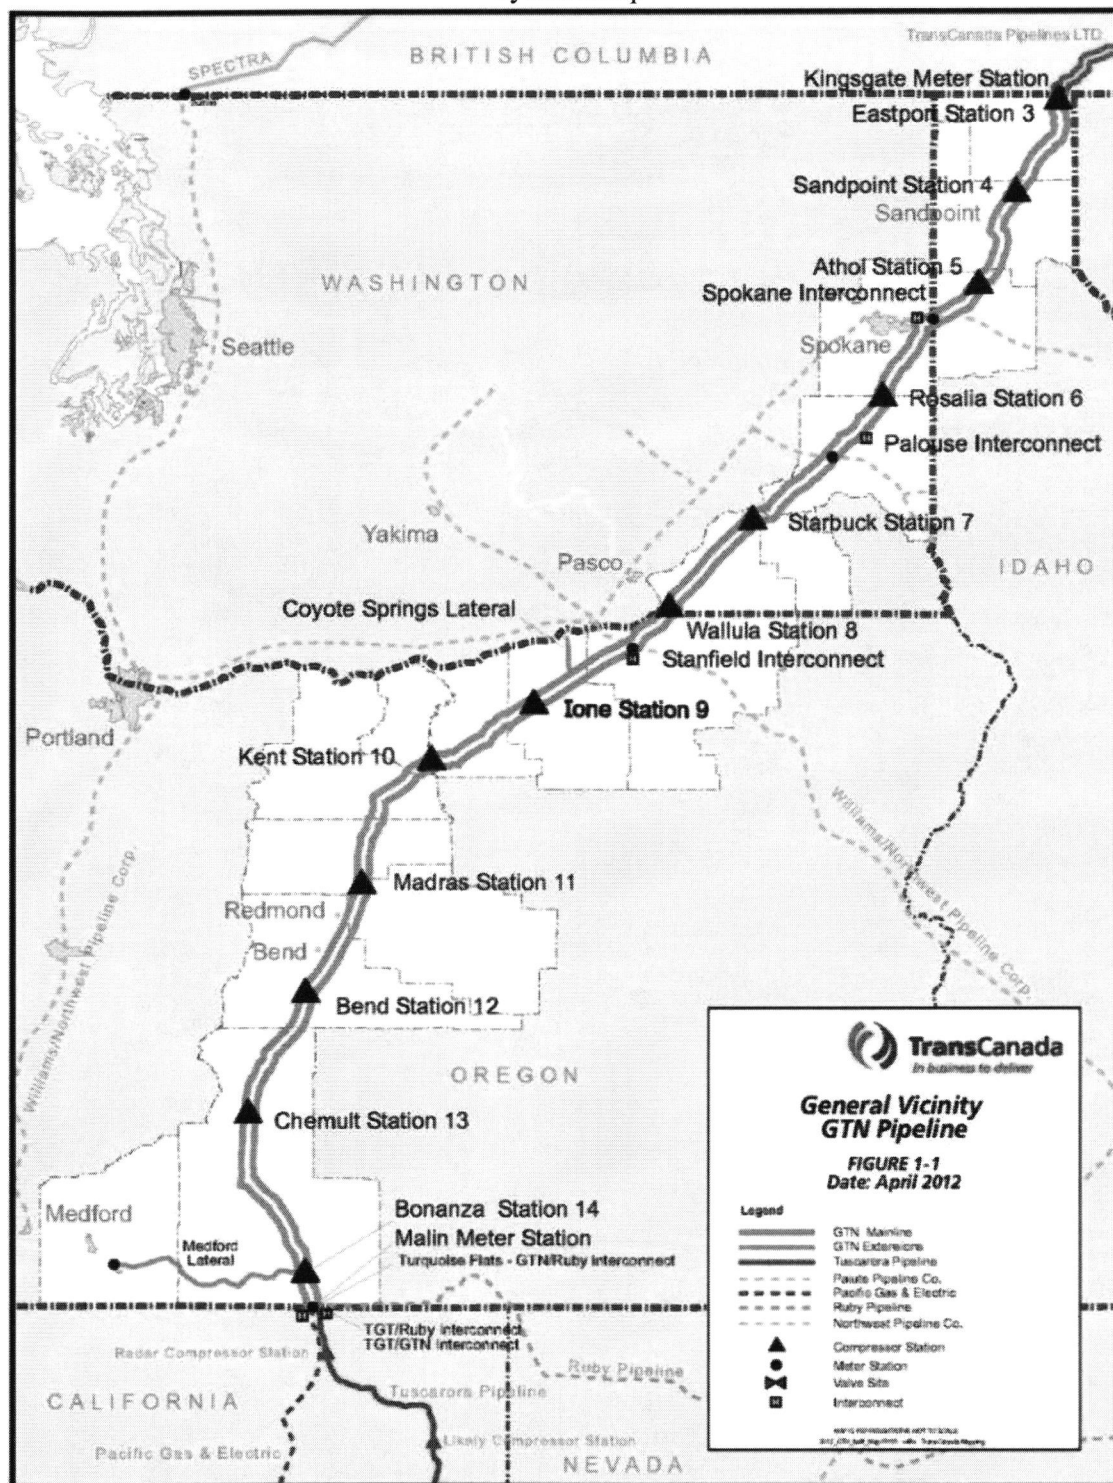 TransCanada Pipelines LTD.
BRITISH COLUMBIA
SPECTRA
Kingsgate Meter Station
Eastport Station 3
Sandpoint Station 4
Sandpoint
Athol Station 5
WASHINGTON
Spokane Interconnect
Seattle
Spokane
Rosalia Station 6
Palouse Interconnect
Starbuck Station 7
Yakima
Pasco
IDAHO
Coyote Springs Lateral
Wallula Station 8
Stanfield Interconnect
Ione Station 9
Portland
Kent Station 10
Williams/Northwest Pipeline Corp.
Madras Station 11
Redmond
Bend
Williams/Northwest Pipeline Corp.
Bend Station 12
OREGON
Chemult Station 13
Medford
Bonanza Station 14
Malin Meter Station
Medford
Lateral
Turquoise Flats - GTN/Ruby Interconnect
TGT/Ruby Interconnect
TGT/GTN Interconnect
Radar Compressor Station
Ruby Pipeline
Tuscarora Pipeline
CALIFORNIA
Likely Compressor Station
Pacific Gas & Electric
NEVADA
TransCanada
In business to deliver
General Vicinity
GTN Pipeline
FIGURE 1-1
Date: April 2012
Legend
GTN Mainline
GTN Extensions
Tuscarora Pipeline
Paiute Pipeline Co.
Pacific Gas & Electric
Ruby Pipeline
Northwest Pipeline Co.
Compressor Station
Meter Station
Valve Site
Interconnect